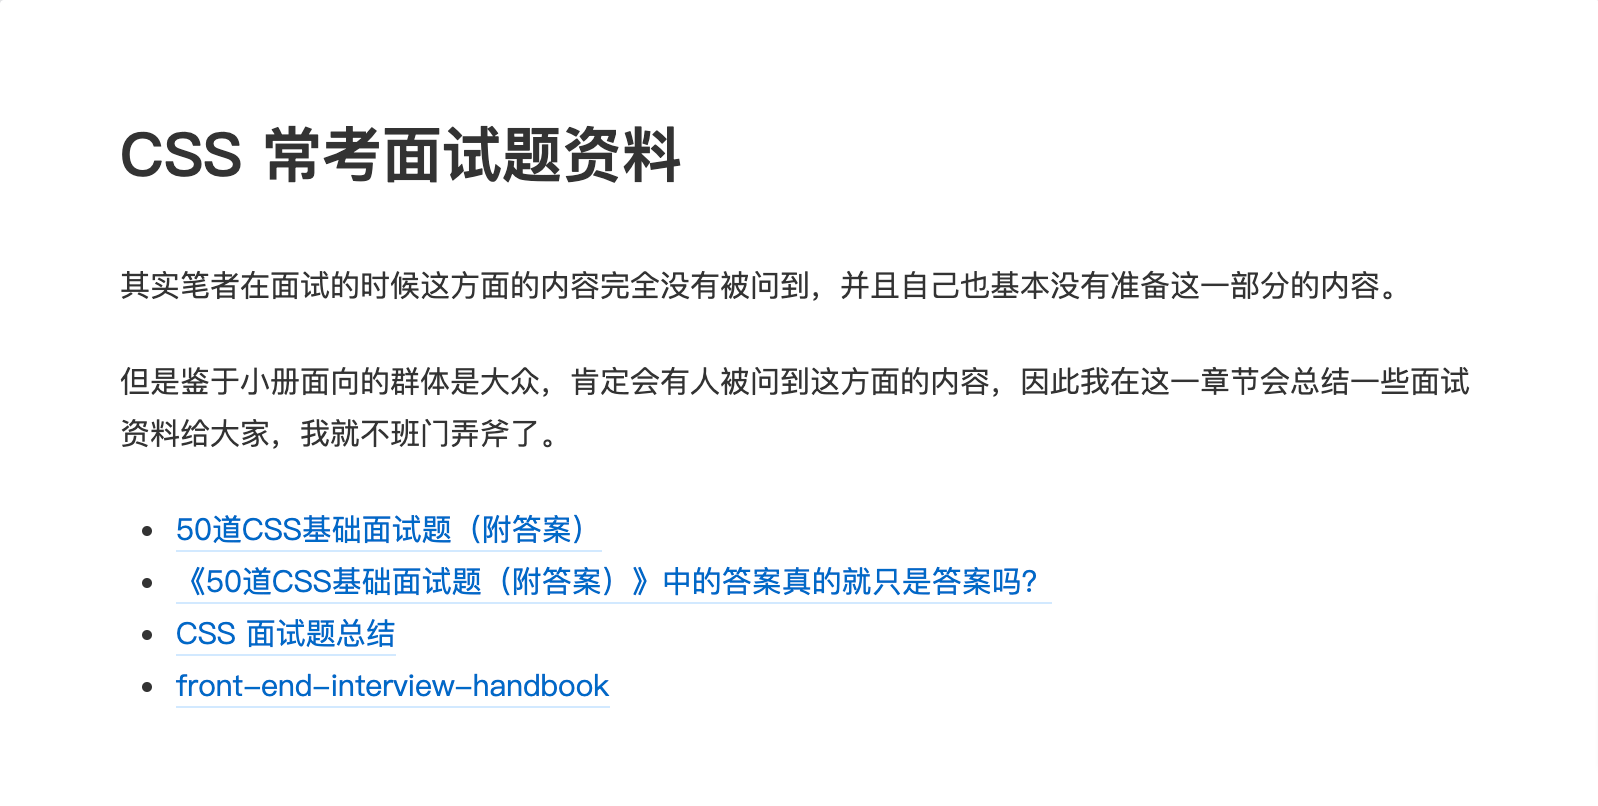 CSS 常考面试题资料
其实笔者在面试的时候这方面的内容完全没有被问到，并且自己也基本没有准备这一部分的内容。
但是鉴于小册面向的群体是大众，肯定会有人被问到这方面的内容，因此我在这一章节会总结一些面试
资料给大家，我就不班门弄斧了。
• 50道CSS基础面试题（附答案）
• 《50道CSS基础面试题（附答案）》中的答案真的就只是答案吗？
• CSS 面试题总结
• front-end-interview-handbook